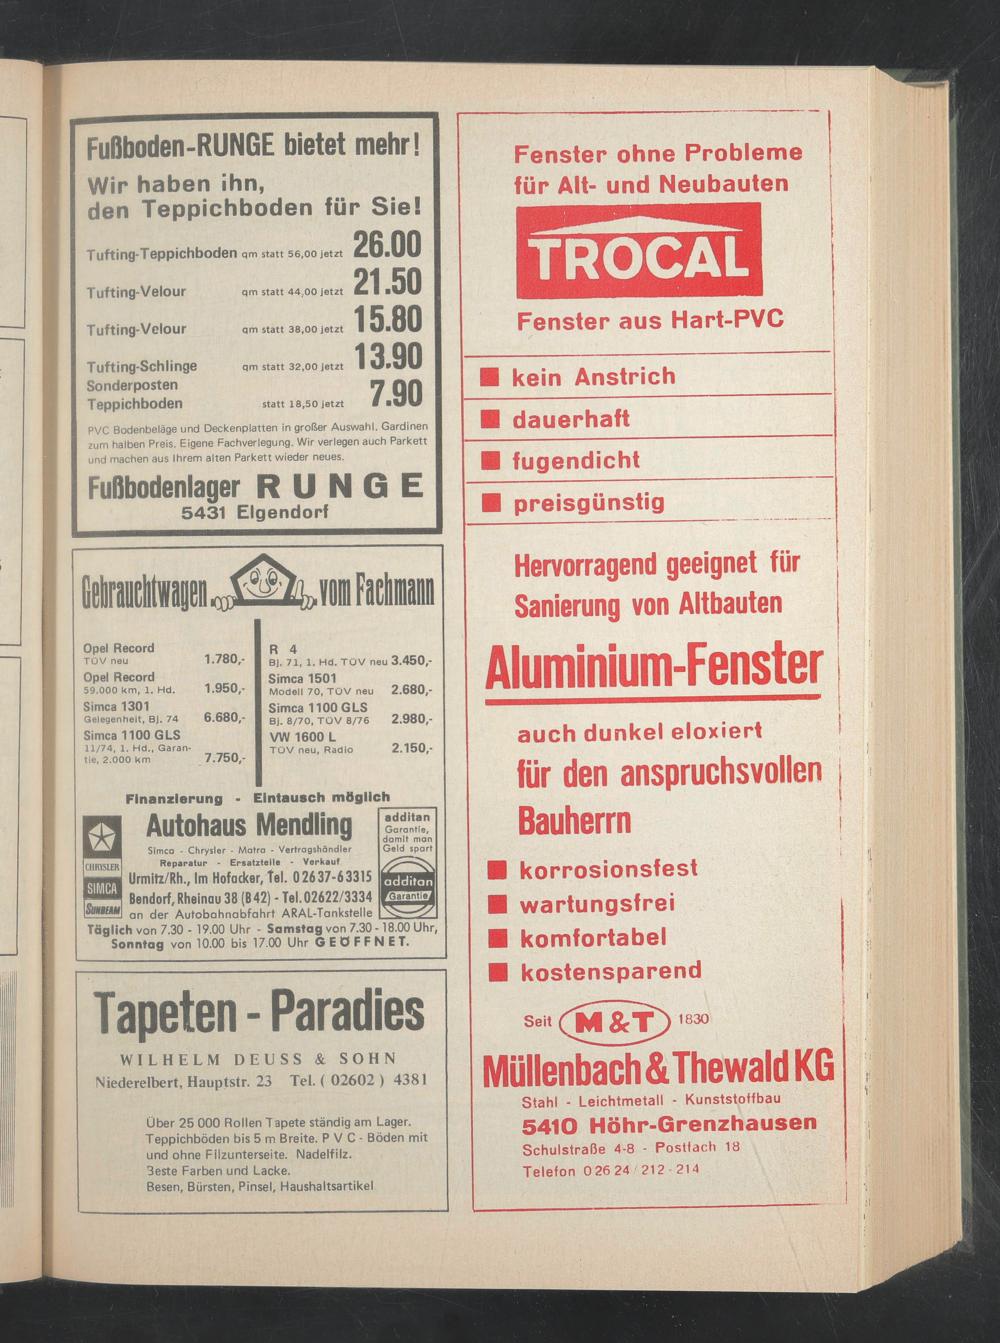 Fußboden-RUNGE bietet mehr!
Wir haben ihn,
den Teppichboden für Sie!
Tufting-Teppichboden qm statt 56,00 jetzt 26.00
Tufting-Velour qm statt 44,00 jetzt 21.50
Tufting-Velour qm statt 38,00 jetzt 15.80
Tufting-Schlinge qm statt 32,00 jetzt 13.90
Sonderposten
Teppichboden statt 18,50 jetzt 7.90
PVC Bodenbeläge und Deckenplatten in großer Auswahl. Gardinen
zum halben Preis. Eigene Fachverlegung. Wir verlegen auch Parkett
und machen aus Ihrem alten Parkett wieder neues.
Fußbodenlager RUNGE
5431 Elgendorf
Gebrauchtwagen vom Fachmann
Opel Record
TÜV neu 1.780,-
Opel Record
59.000 km, 1. Hd. 1.950,-
Simca 1301
Gelegenheit, Bj. 74 6.680,-
Simca 1100 GLS
11/74, 1. Hd., Garan-
tie, 2.000 km 7.750,-
R 4
Bj. 71, 1. Hd. TÜV neu 3.450,-
Simca 1501
Modell 70, TÜV neu 2.680,-
Simca 1100 GLS
Bj. 8/70, TÜV 8/76 2.980,-
VW 1600 L
TÜV neu, Radio 2.150,-
Finanzierung - Eintausch möglich
Autohaus Mendling
Simca - Chrysler - Matra - Vertragshändler
Reparatur - Ersatzteile - Verkauf
Urmitz/Rh., Im Hofacker, Tel. 02637-63315
Bendorf, Rheinau 38 (B42) - Tel. 02622/3334
an der Autobahnabfahrt ARAL-Tankstelle
CHRYSLER
SIMCA
SUNBEAM
additan
Garantie,
damit man
Geld spart
additan
Garantie
Täglich von 7.30 - 19.00 Uhr - Samstag von 7.30 - 18.00 Uhr,
Sonntag von 10.00 bis 17.00 Uhr GEÖFFNET.
Tapeten - Paradies
WILHELM DEUSS & SOHN
Niederelbert, Hauptstr. 23 Tel. ( 02602 ) 4381
Über 25 000 Rollen Tapete ständig am Lager.
Teppichböden bis 5 m Breite. P V C - Böden mit
und ohne Filzunterseite. Nadelfilz.
Beste Farben und Lacke.
Besen, Bürsten, Pinsel, Haushaltsartikel
Fenster ohne Probleme
für Alt- und Neubauten
TROCAL
Fenster aus Hart-PVC
kein Anstrich
dauerhaft
fugendicht
preisgünstig
Hervorragend geeignet für
Sanierung von Altbauten
Aluminium-Fenster
auch dunkel eloxiert
für den anspruchsvollen
Bauherrn
korrosionsfest
wartungsfrei
komfortabel
kostensparend
Seit M&T 1830
Müllenbach & Thewald KG
Stahl - Leichtmetall - Kunststoffbau
5410 Höhr-Grenzhausen
Schulstraße 4-8 - Postfach 18
Telefon 02624/212-214